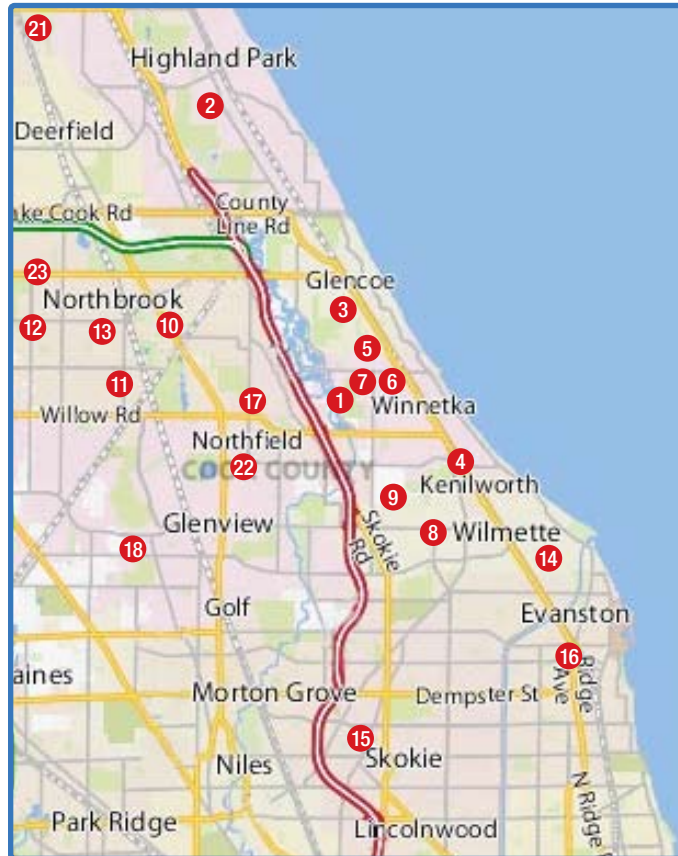 21
Highland Park
2
Deerfield
County
ake Cook Rd
Line Rd
23
Glencoe
Northbrook
3
12
13
10
5
11
7
6
1
17
Winnetka
Willow Rd
Northfield
22
COOK COUNTY
4
Kenilworth
9
Glenview
Skokie
Rd
8
Wilmette
18
14
Golf
Evanston
16
aines
Ridge
Ave
Morton Grove
Dempster St
15
Skokie
Niles
N Ridge
Park Ridge
Lincolnwood